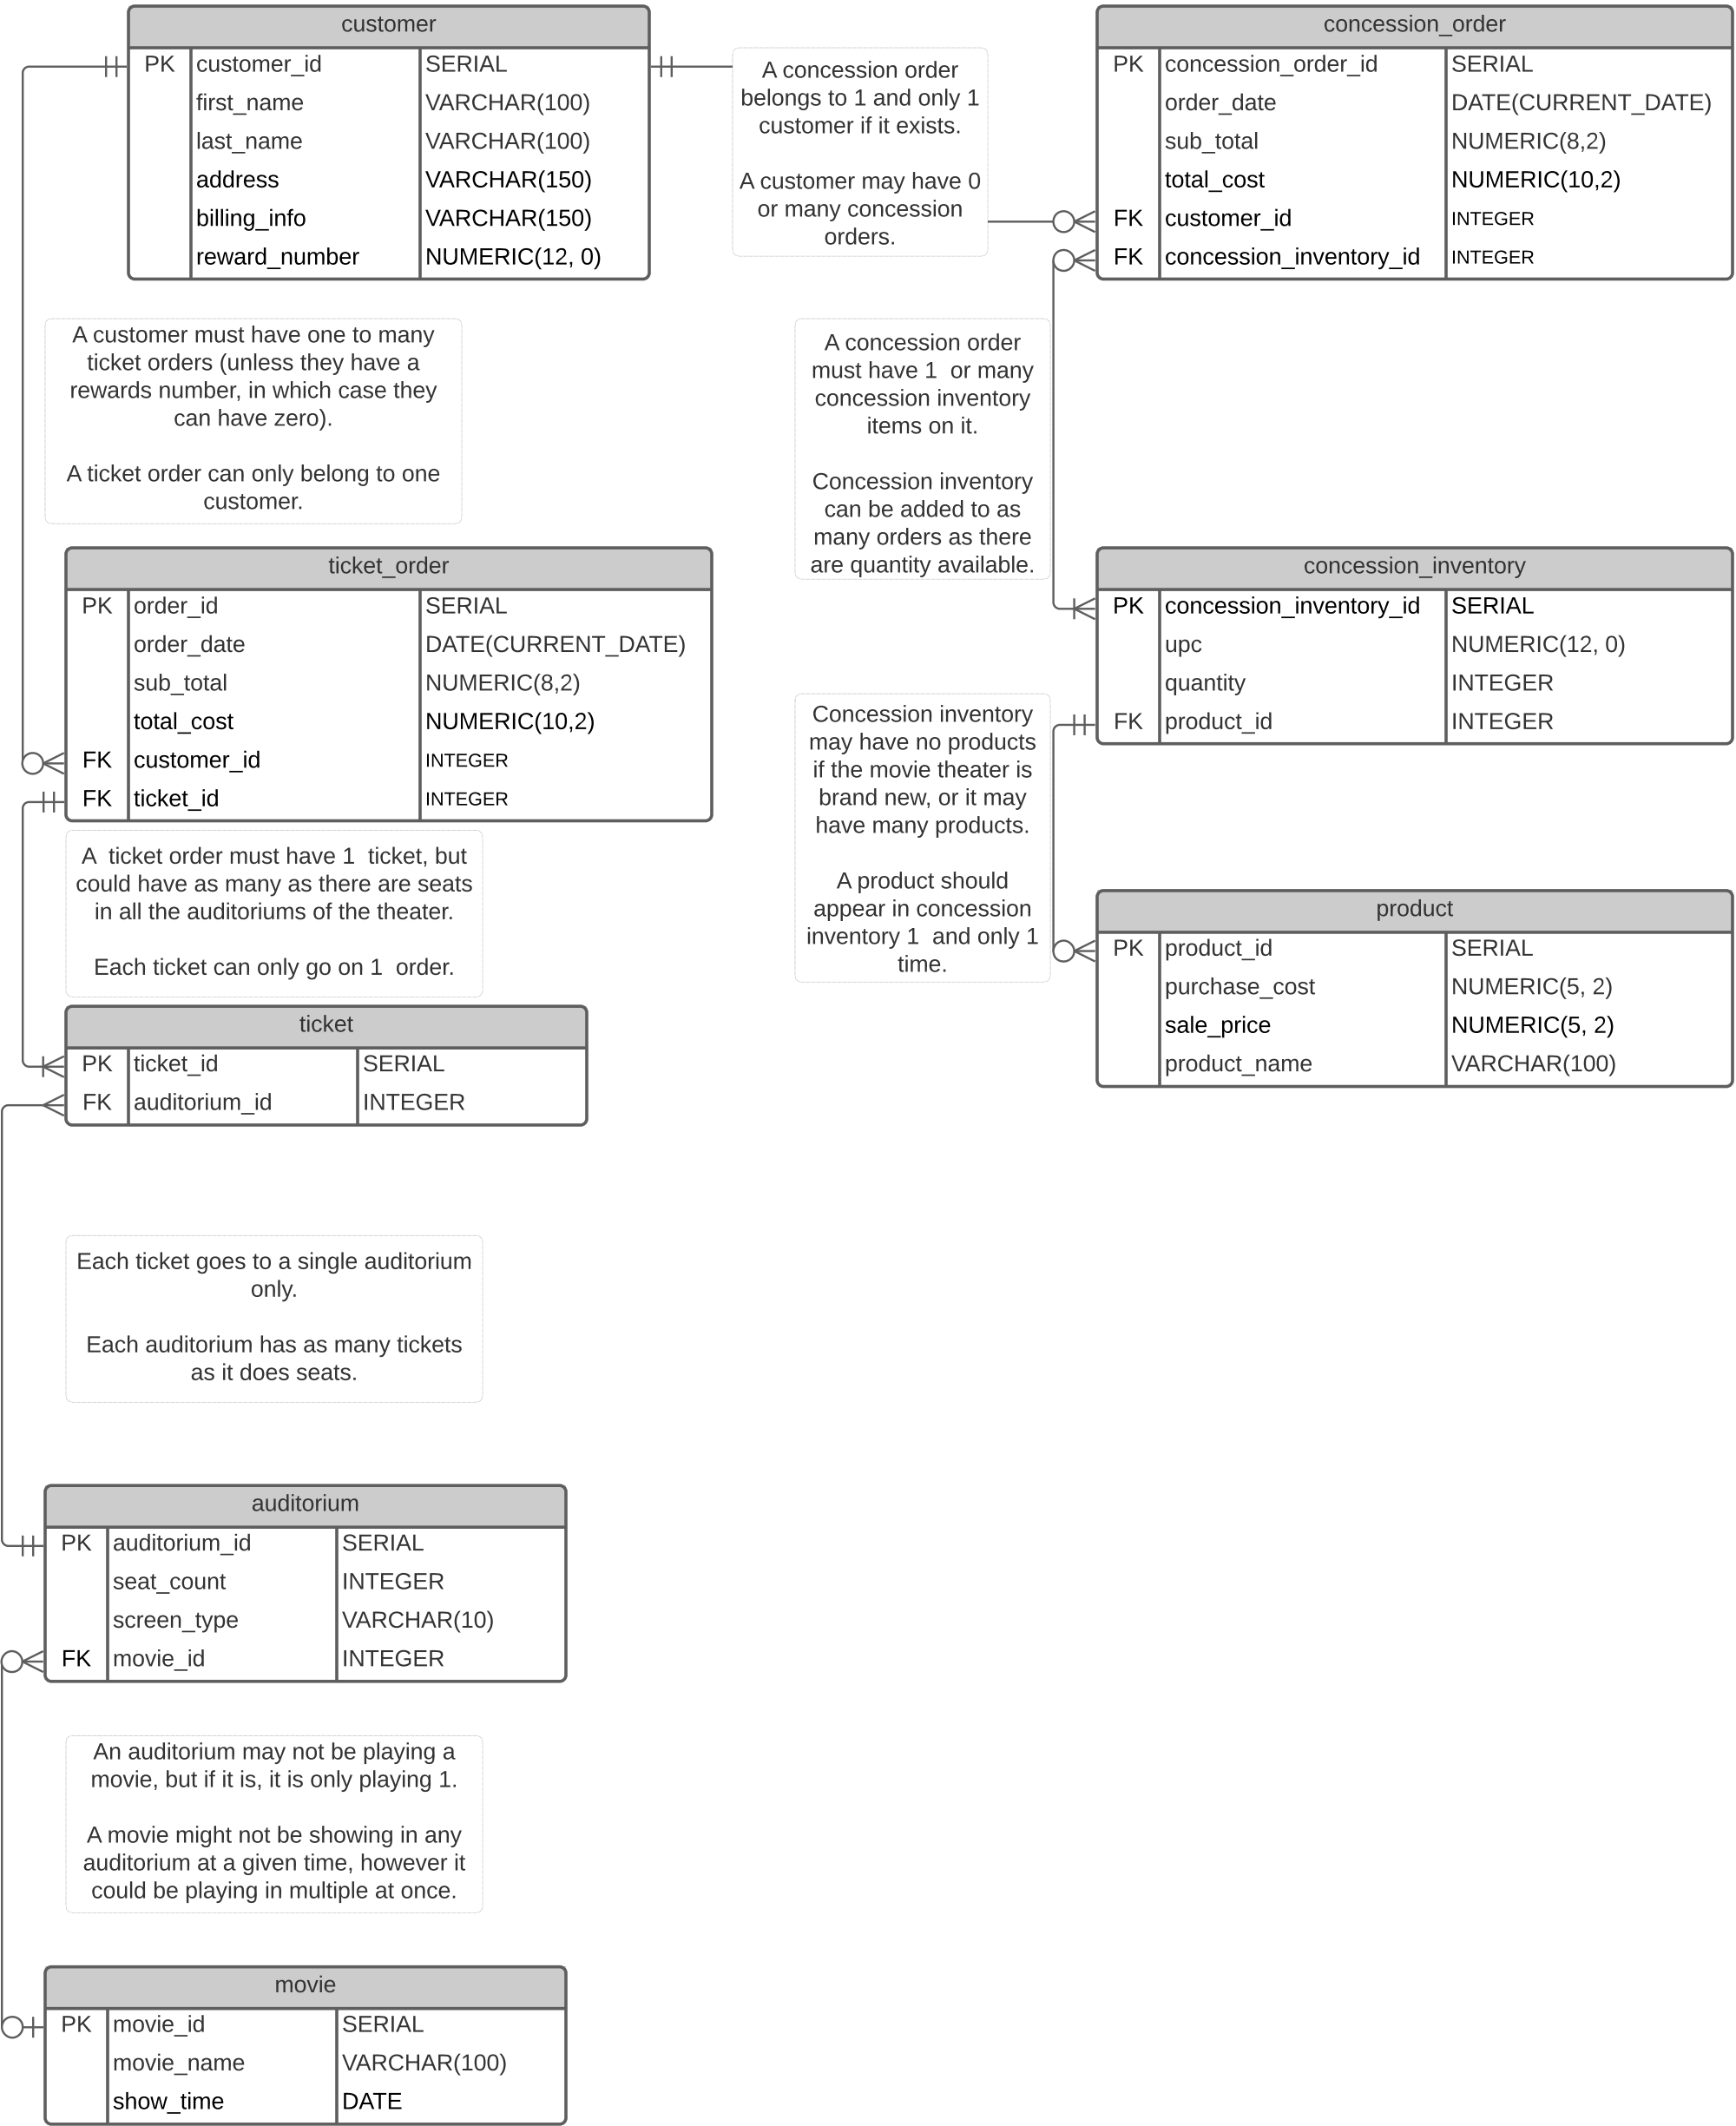 customer
PK customer_id SERIAL
first_name VARCHAR(100)
last_name VARCHAR(100)
address VARCHAR(150)
billing_info VARCHAR(150)
reward_number NUMERIC(12, 0)
A concession order
belongs to 1 and only 1
customer if it exists.
A customer may have 0
or many concession
orders.
concession_order
PK concession_order_id SERIAL
order_date DATE(CURRENT_DATE)
sub_total NUMERIC(8,2)
total_cost NUMERIC(10,2)
FK customer_id INTEGER
FK concession_inventory_id INTEGER
A customer must have one to many
ticket orders (unless they have a
rewards number, in which case they
can have zero).
A ticket order can only belong to one
customer.
A concession order
must have 1 or many
concession inventory
items on it.
Concession inventory
can be added to as
many orders as there
are quantity available.
ticket_order
PK order_id SERIAL
order_date DATE(CURRENT_DATE)
sub_total NUMERIC(8,2)
total_cost NUMERIC(10,2)
FK customer_id INTEGER
FK ticket_id INTEGER
concession_inventory
PK concession_inventory_id SERIAL
upc NUMERIC(12, 0)
quantity INTEGER
FK product_id INTEGER
Concession inventory
may have no products
if the movie theater is
brand new, or it may
have many products.
A product should
appear in concession
inventory 1 and only 1
time.
A ticket order must have 1 ticket, but
could have as many as there are seats
in all the auditoriums of the theater.
Each ticket can only go on 1 order.
product
PK product_id SERIAL
purchase_cost NUMERIC(5, 2)
sale_price NUMERIC(5, 2)
product_name VARCHAR(100)
ticket
PK ticket_id SERIAL
FK auditorium_id INTEGER
Each ticket goes to a single auditorium
only.
Each auditorium has as many tickets
as it does seats.
auditorium
PK auditorium_id SERIAL
seat_count INTEGER
screen_type VARCHAR(10)
FK movie_id INTEGER
An auditorium may not be playing a
movie, but if it is, it is only playing 1.
A movie might not be showing in any
auditorium at a given time, however it
could be playing in multiple at once.
movie
PK movie_id SERIAL
movie_name VARCHAR(100)
show_time DATE